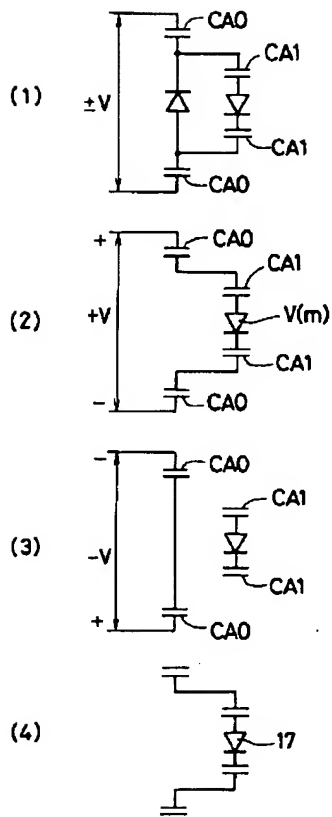 CA0
(1)
±V
CA1
CA1
CA0
+
CA0
(2)
+V
CA1
V(m)
CA1
-
CA0
-
CA0
(3)
-V
CA1
CA1
+
CA0
(4)
17